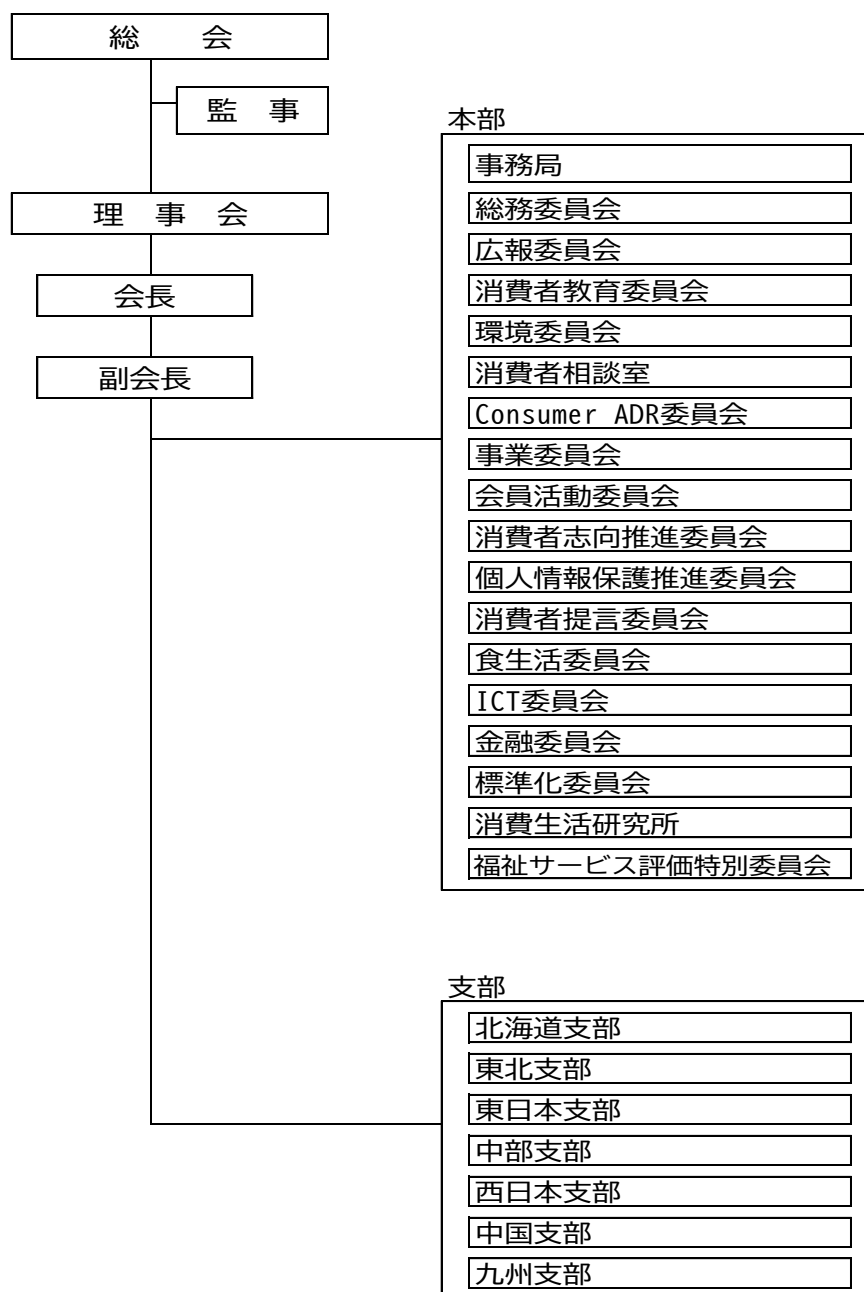 総　会
監　事
理　事　会
会長
副会長
本部
事務局
総務委員会
広報委員会
消費者教育委員会
環境委員会
消費者相談室
Consumer ADR委員会
事業委員会
会員活動委員会
消費者志向推進委員会
個人情報保護推進委員会
消費者提言委員会
食生活委員会
ICT委員会
金融委員会
標準化委員会
消費生活研究所
福祉サービス評価特別委員会
支部
北海道支部
東北支部
東日本支部
中部支部
西日本支部
中国支部
九州支部